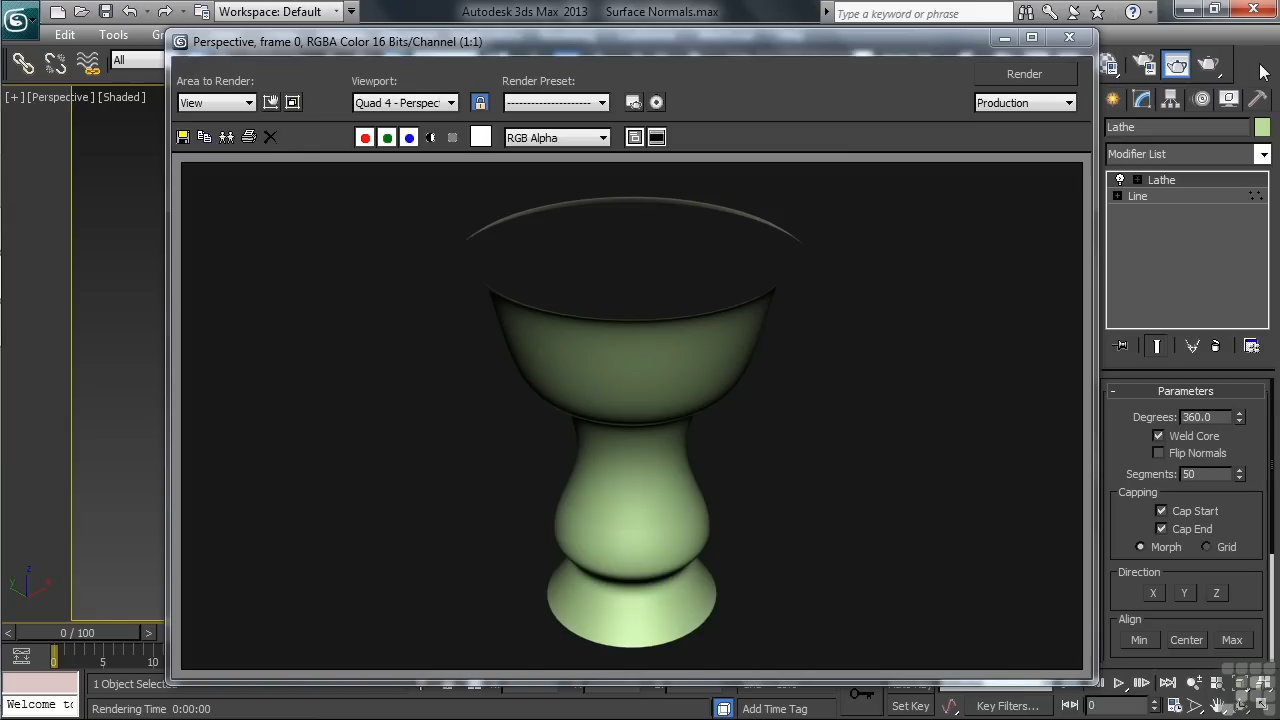 Workspace: Default
Autodesk 3ds Max 2013 Surface Normals.max
Type a keyword or phrase
Edit Tools
Perspective, frame 0, RGBA Color 16 Bits/Channel (1:1)
All
Area to Render: Viewport: Render Preset: Render
View Quad 4 - Perspec Production
RGB Alpha
[+] [Perspective] [Shaded]
Lathe
Modifier List
Lathe
Line
Parameters
Degrees: 360.0
Weld Core
Flip Normals
Segments: 50
Capping
Cap Start
Cap End
Morph Grid
Direction
X Y Z
Align
Min Center Max
z
y x
< 0 / 100 >
0 5 10
1 Object Selected
Welcome to
Rendering Time 0:00:00
Add Time Tag
Set Key Key Filters... 0